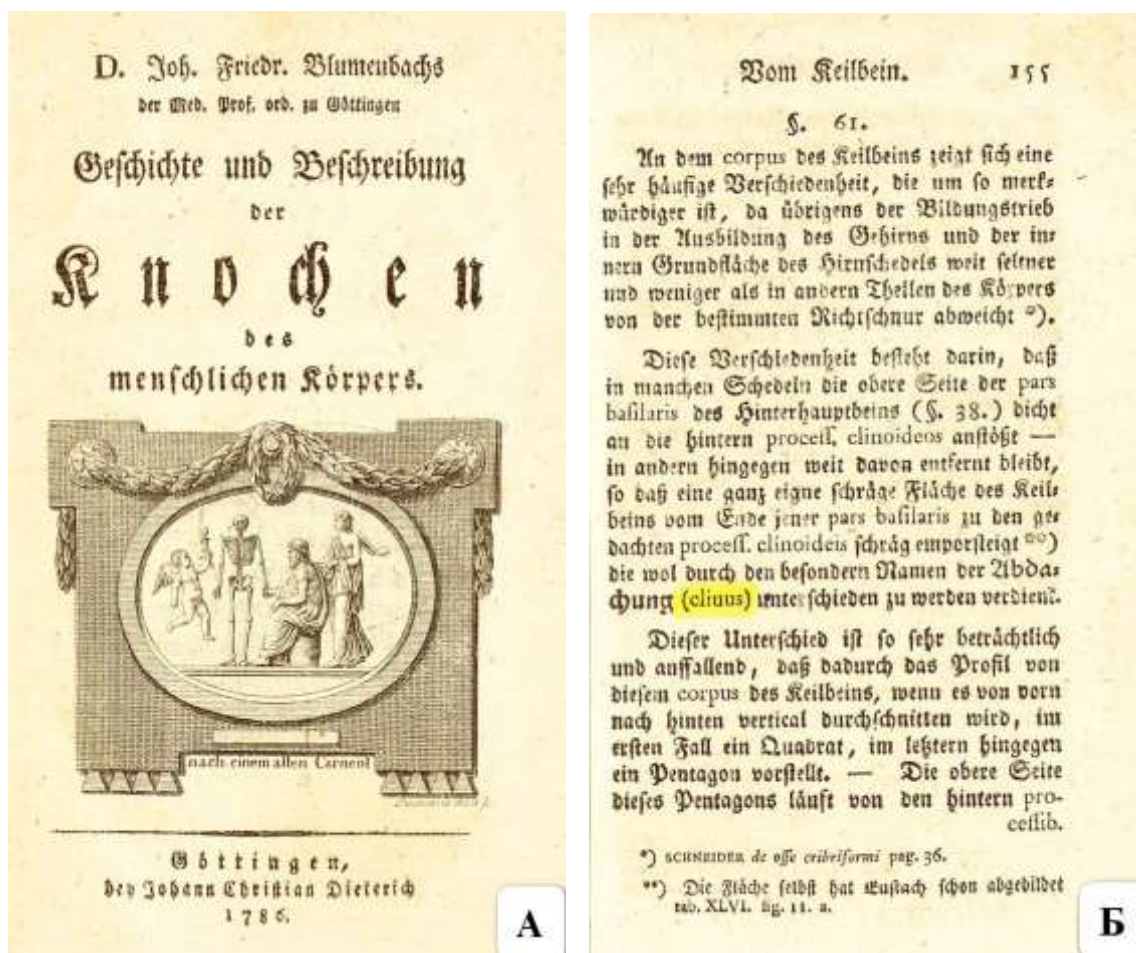 D. Joh. Friedr. Blumenbachs
der Med. Prof. ord. zu Göttingen
Geschichte und Beschreibung
der
Knochen
des
menschlichen Körpers.
nach einem alten Carneol
Göttingen,
bey Johann Christian Dieterich
1786.
А
Vom Keilbein. 155
§. 61.
An dem corpus des Keilbeins zeigt sich eine
sehr häufige Verschiedenheit, die um so merk-
würdiger ist, da übrigens der Bildungstrieb
in der Ausbildung des Gehirns und der in-
nern Grundfläche des Hirnschedels weit seltner
und weniger als in andern Theilen des Körpers
von der bestimmten Richtschnur abweicht *).
Diese Verschiedenheit besteht darin, daß
in manchen Schedeln die obere Seite der pars
basilaris des Hinterhauptbeins (§. 38.) dicht
an die hintern process. clinoideos anstößt —
in andern hingegen weit davon entfernt bleibt,
so daß eine ganz eigne schräge Fläche des Keil-
beins vom Ende jener pars basilaris zu den ge-
dachten process. clinoideis schräg emporsteigt **)
die wol durch den besondern Namen der Abda-
chung (cliuus) unterschieden zu werden verdient.
Dieser Unterschied ist so sehr beträchtlich
und auffallend, daß dadurch das Profil von
diesem corpus des Keilbeins, wenn es von vorn
nach hinten vertical durchschnitten wird, im
ersten Fall ein Quadrat, im letztern hingegen
ein Pentagon vorstellt. — Die obere Seite
dieses Pentagons läuft von den hintern pro-
cessib.
*) SCHNEIDER de osse cribriformi pag. 36.
**) Die Fläche selbst hat Eustach schon abgebildet
tab. XLVI. fig. 11. a.
Б